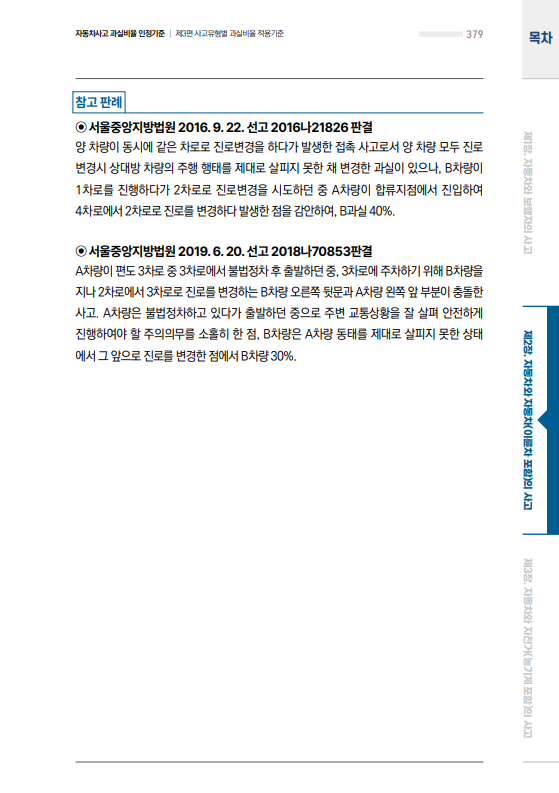 자동차사고 과실비율 인정기준 | 제3편 사고유형별 과실비율 적용기준
379
목차
참고 판례
◉ 서울중앙지방법원 2016. 9. 22. 선고 2016나21826 판결
양 차량이 동시에 같은 차로로 진로변경을 하다가 발생한 접촉 사고로서 양 차량 모두 진로
변경시 상대방 차량의 주행 행태를 제대로 살피지 못한 채 변경한 과실이 있으나, B차량이
1차로를 진행하다가 2차로로 진로변경을 시도하던 중 A차량이 합류지점에서 진입하여
4차로에서 2차로로 진로를 변경하다 발생한 점을 감안하여, B과실 40%.
◉ 서울중앙지방법원 2019. 6. 20. 선고 2018나70853판결
A차량이 편도 3차로 중 3차로에서 불법정차 후 출발하던 중, 3차로에 주차하기 위해 B차량을
지나 2차로에서 3차로로 진로를 변경하는 B차량 오른쪽 뒷문과 A차량 왼쪽 앞 부분이 충돌한
사고. A차량은 불법정차하고 있다가 출발하던 중으로 주변 교통상황을 잘 살펴 안전하게
진행하여야 할 주의의무를 소홀히 한 점, B차량은 A차량 동태를 제대로 살피지 못한 상태
에서 그 앞으로 진로를 변경한 점에서 B차량 30%.
제1장. 자동차와 보행자의 사고
제2장. 자동차와 자동차(이륜차 포함)의 사고
제3장. 자동차와 자전거(농기계 포함)의 사고